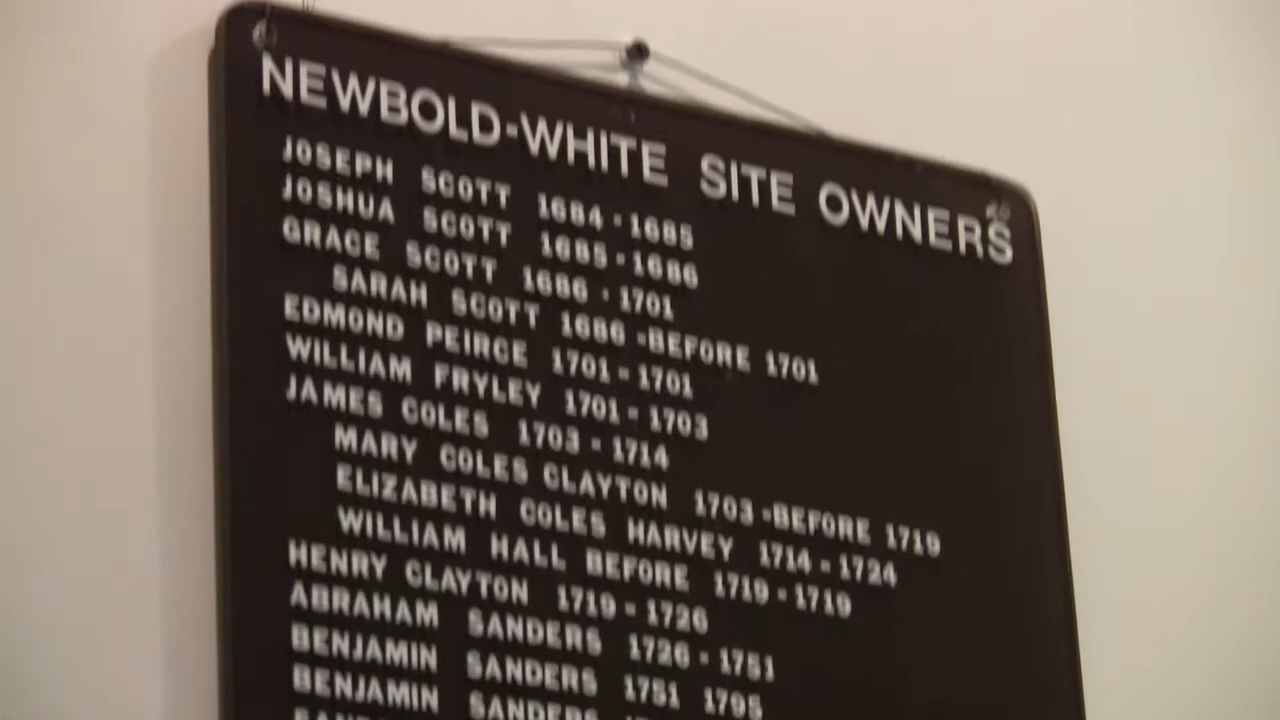 NEWBOLD-WHITE SITE OWNERS
JOSEPH SCOTT 1684-1685
JOSHUA SCOTT 1685-1686
GRACE SCOTT 1686-1701
SARAH SCOTT 1686-BEFORE 1701
EDMOND PEIRCE 1701-1701
WILLIAM FRYLEY 1701-1703
JAMES COLES 1703-1714
MARY COLES CLAYTON 1703-BEFORE 1719
ELIZABETH COLES HARVEY 1714-1724
WILLIAM HALL BEFORE 1719-1719
HENRY CLAYTON 1719-1726
ABRAHAM SANDERS 1726-1751
BENJAMIN SANDERS 1751 1795
BENJAMIN SANDERS